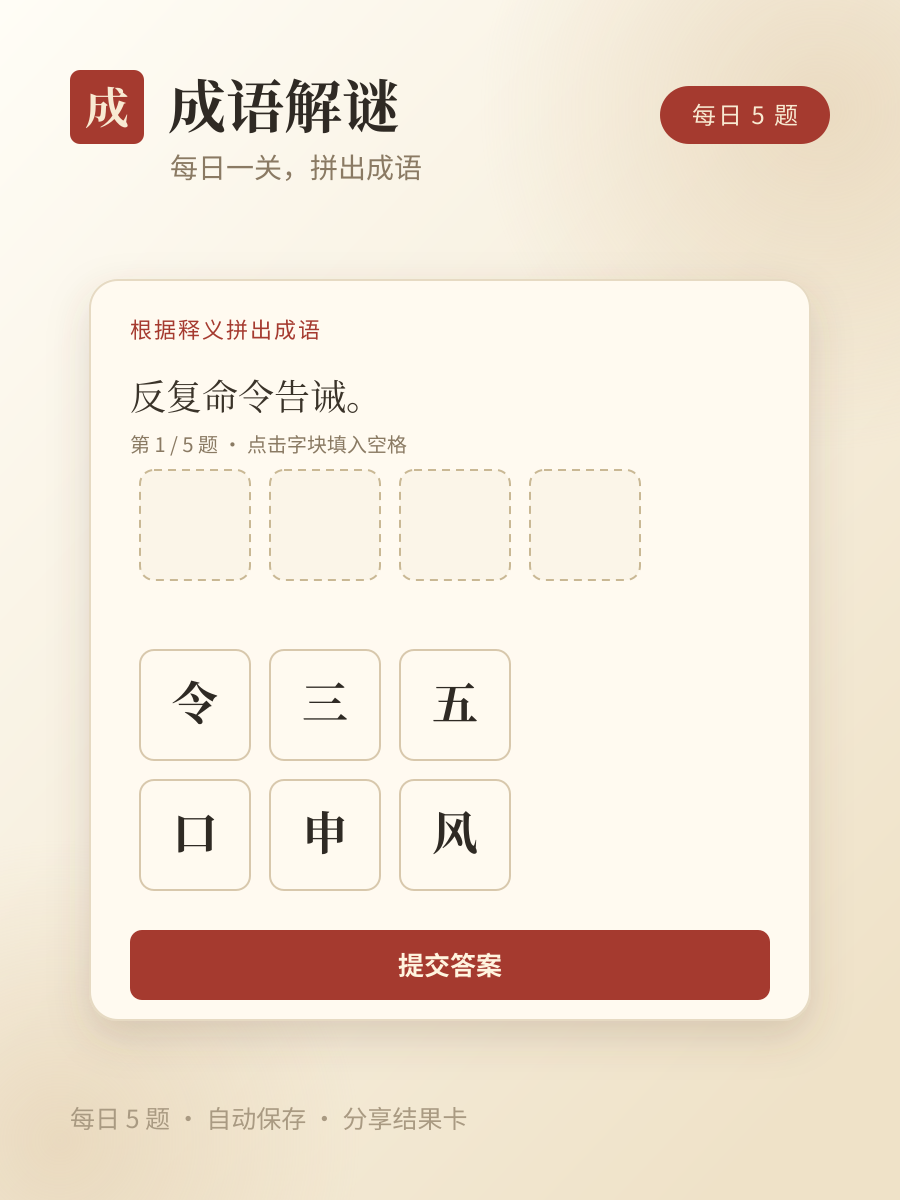 成
成语解谜
每日 5 题
每日一关，拼出成语
根据释义拼出成语
反复命令告诫。
第 1 / 5 题 · 点击字块填入空格
令 三 五
口 申 风
提交答案
每日 5 题 · 自动保存 · 分享结果卡